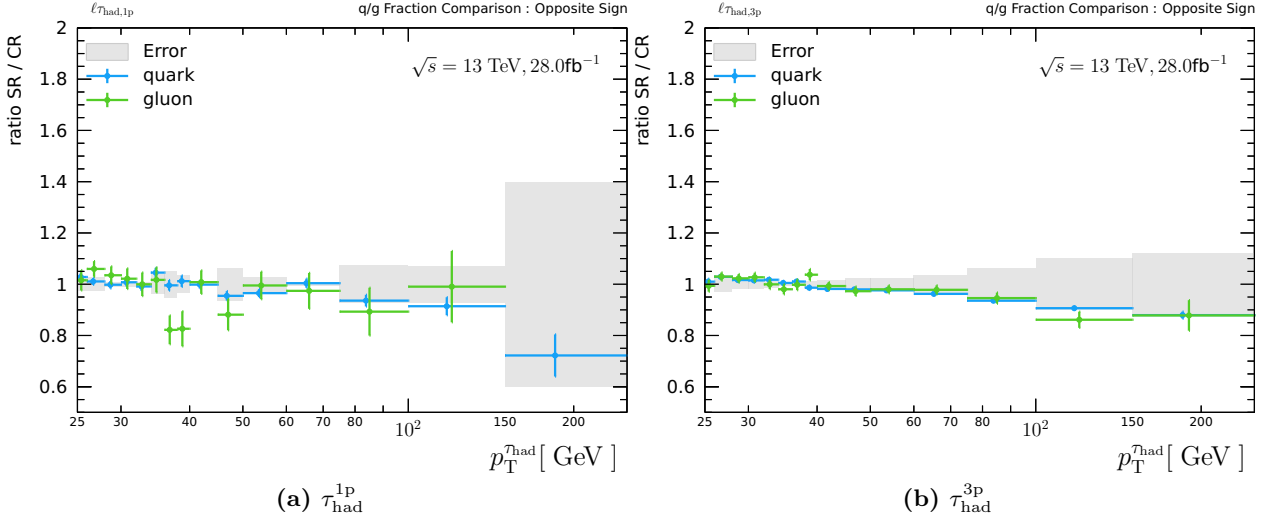 ℓτhad,1p q/g Fraction Comparison : Opposite Sign
ratio SR / CR
2
1.8
1.6
1.4
1.2
1
0.8
0.6
Error
quark
gluon
√s = 13 TeV, 28.0fb⁻¹
25 30 40 50 60 70 80 10² 150 200
p_T^τhad [ GeV ]
(a) τ_had^1p
ℓτhad,3p q/g Fraction Comparison : Opposite Sign
ratio SR / CR
2
1.8
1.6
1.4
1.2
1
0.8
0.6
Error
quark
gluon
√s = 13 TeV, 28.0fb⁻¹
25 30 40 50 60 70 80 10² 150 200
p_T^τhad [ GeV ]
(b) τ_had^3p